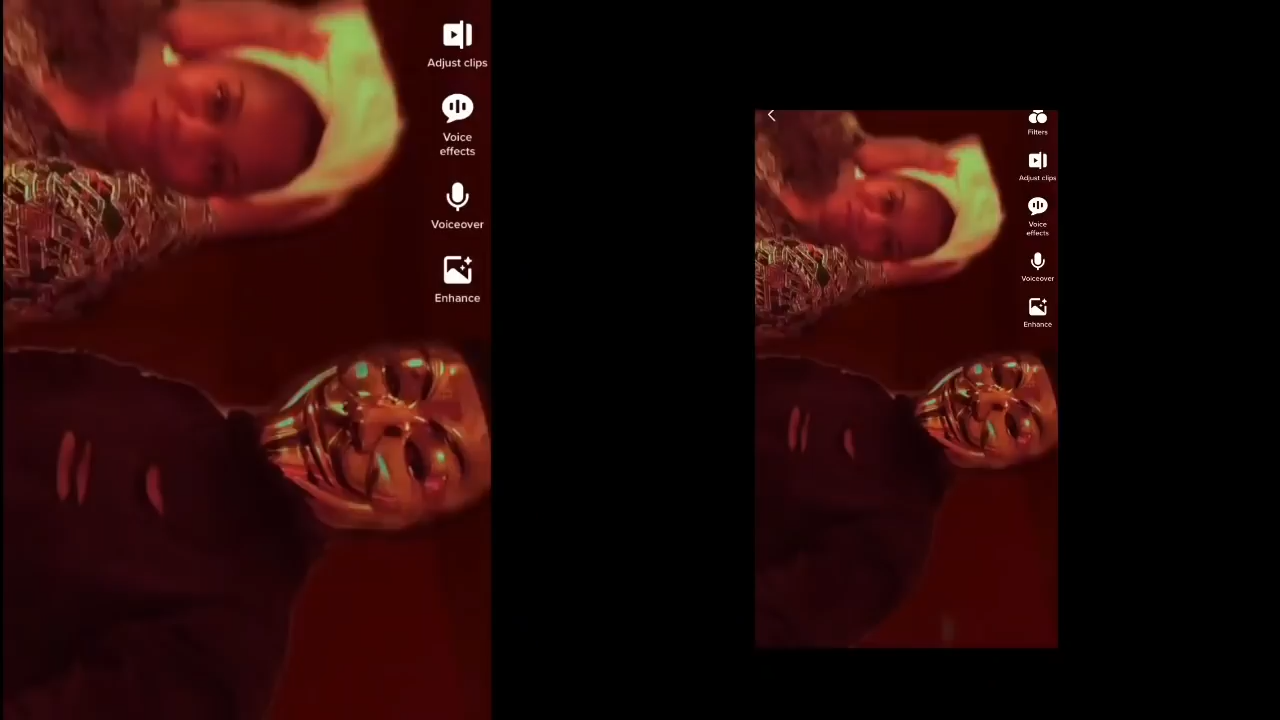 Adjust clips
Voice
effects
Voiceover
Enhance
Filters
Adjust clips
Voice
effects
Voiceover
Enhance